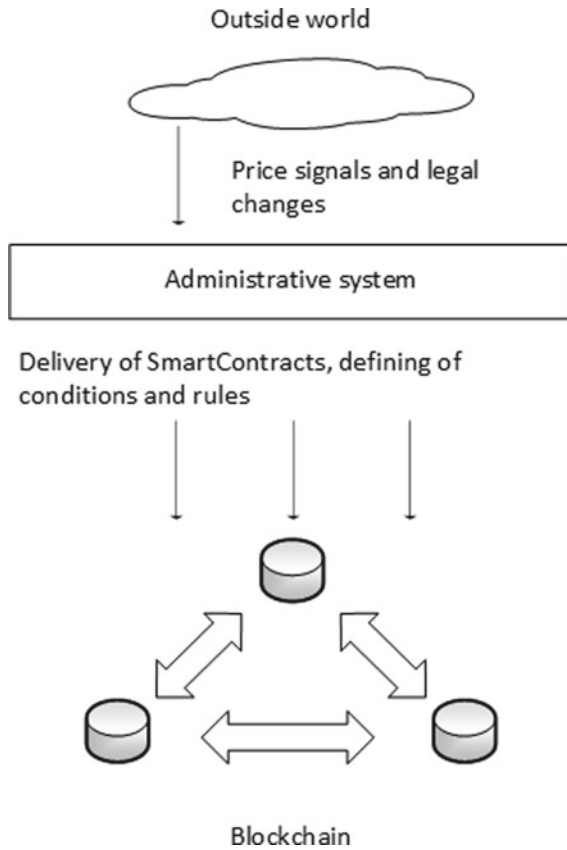 Outside world
Price signals and legal
changes
Administrative system
Delivery of SmartContracts, defining of
conditions and rules
Blockchain